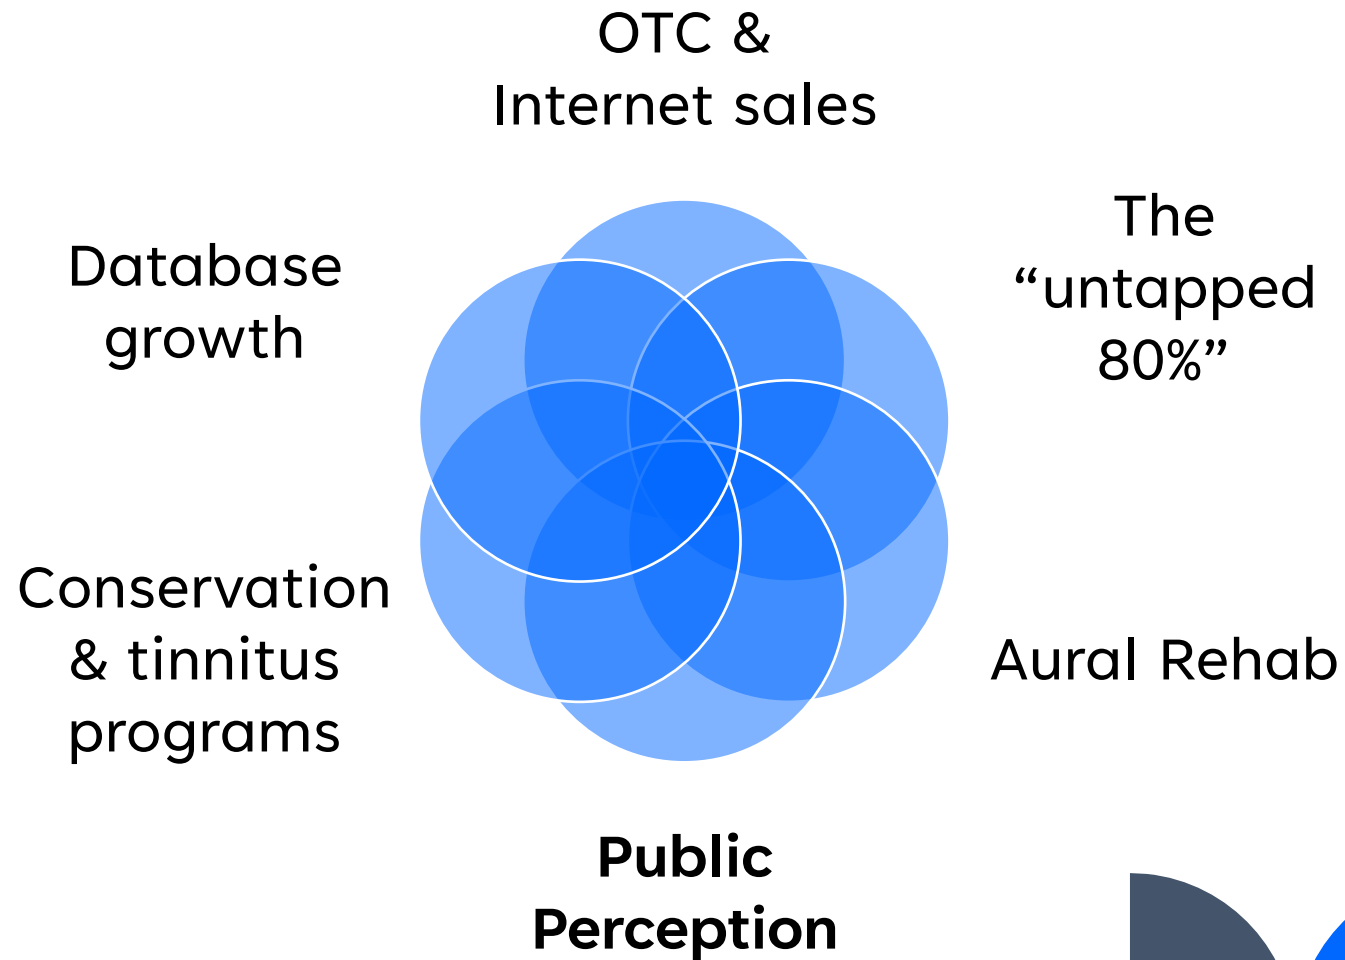 OTC &
Internet sales
The
“untapped
80%”
Database
growth
Conservation
& tinnitus
programs
Aural Rehab
Public
Perception